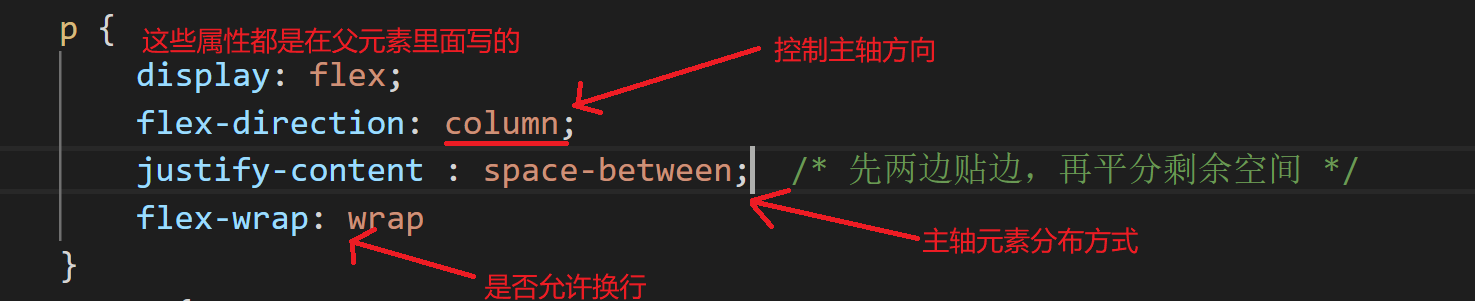 p {
这些属性都是在父元素里面写的
控制主轴方向
display: flex;
flex-direction: column;
justify-content : space-between; /* 先两边贴边，再平分剩余空间 */
flex-wrap: wrap
主轴元素分布方式
}
是否允许换行